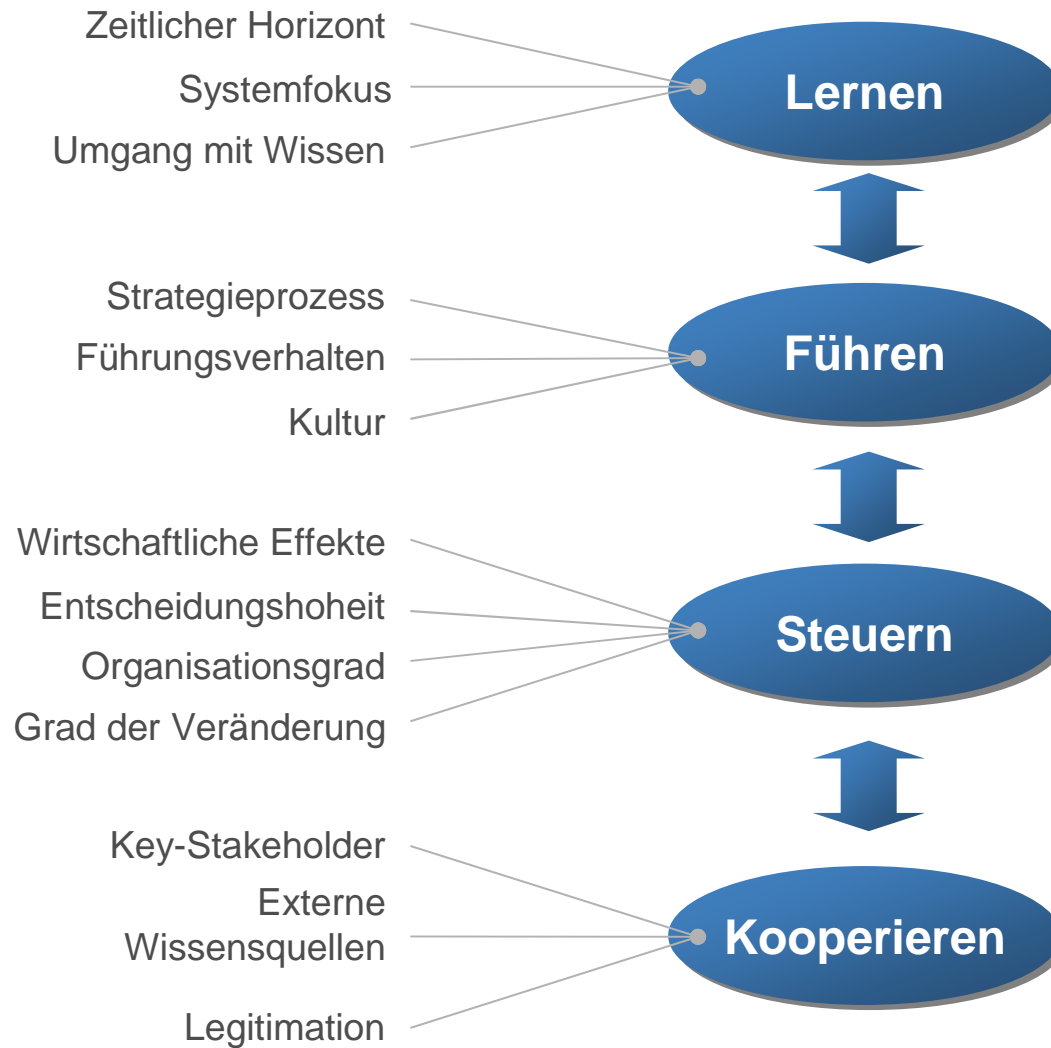 Zeitlicher Horizont
Systemfokus
Umgang mit Wissen
Lernen
Strategieprozess
Führungsverhalten
Kultur
Führen
Wirtschaftliche Effekte
Entscheidungshoheit
Organisationsgrad
Grad der Veränderung
Steuern
Key-Stakeholder
Externe
Wissensquellen
Legitimation
Kooperieren